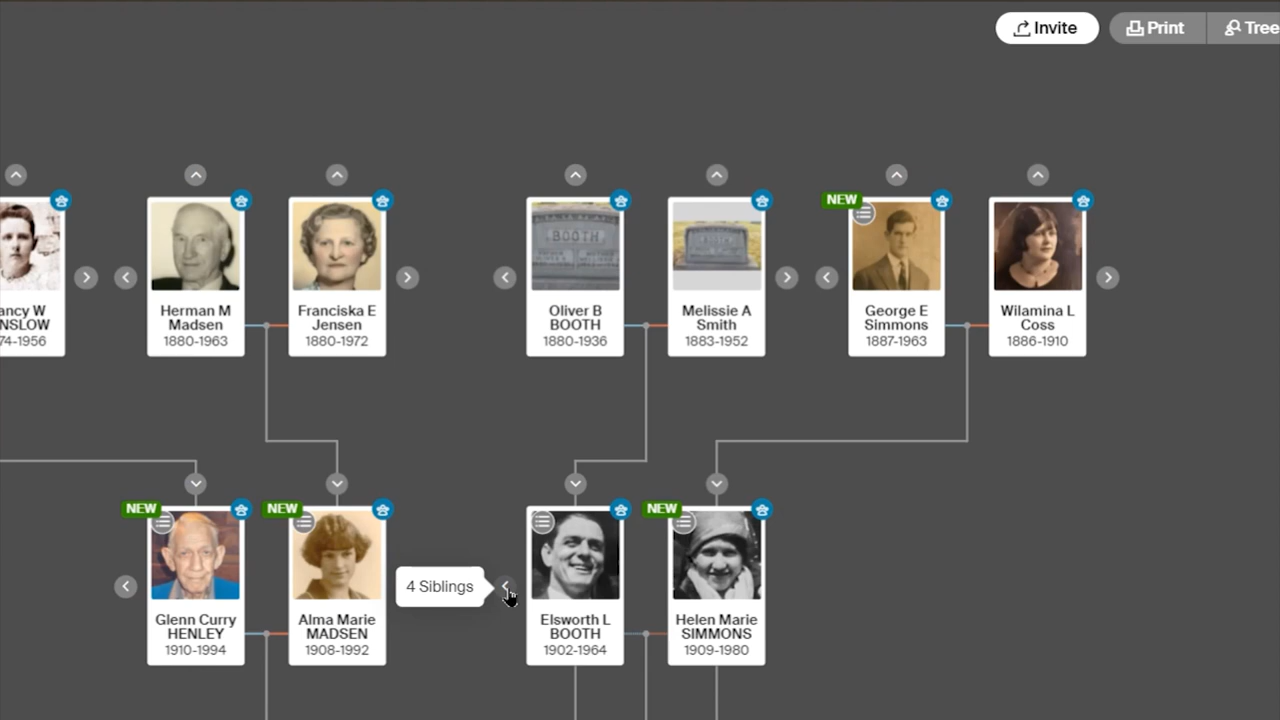 Invite
Print
Tree
NEW
BOOTH
ancy W
NSLOW
74-1956
Herman M
Madsen
1880-1963
Franciska E
Jensen
1880-1972
Oliver B
BOOTH
1880-1936
Melissie A
Smith
1883-1952
George E
Simmons
1887-1963
Wilamina L
Coss
1886-1910
NEW
NEW
NEW
4 Siblings
Glenn Curry
HENLEY
1910-1994
Alma Marie
MADSEN
1908-1992
Elsworth L
BOOTH
1902-1964
Helen Marie
SIMMONS
1909-1980